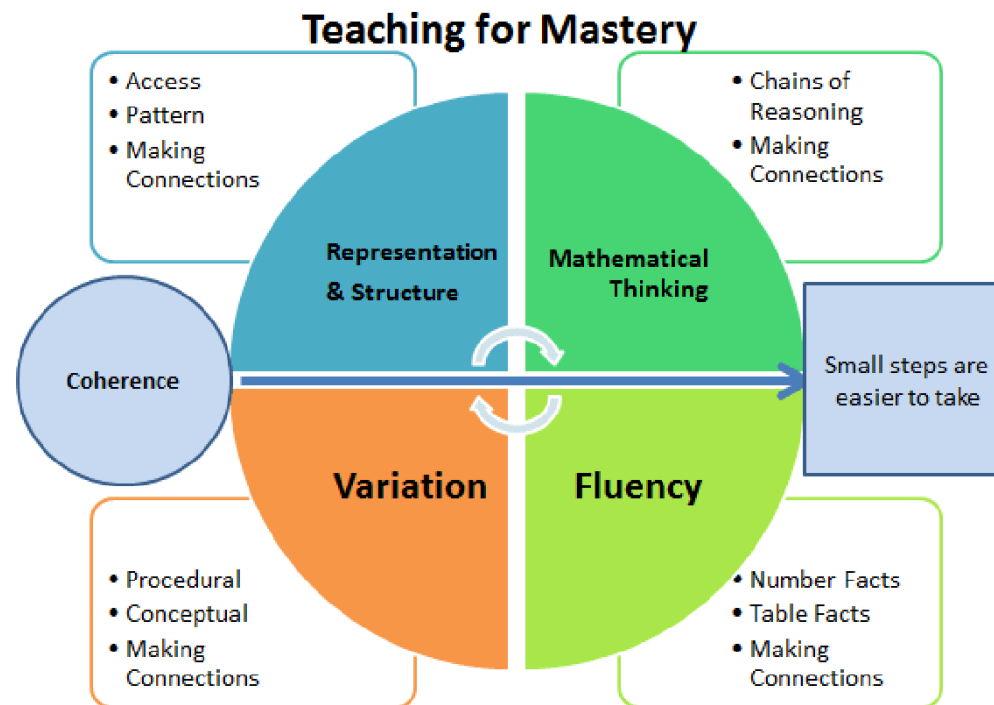 Teaching for Mastery
• Access
• Pattern
• Making
Connections
• Chains of
Reasoning
• Making
Connections
Representation
& Structure
Mathematical
Thinking
Coherence
Small steps are
easier to take
Variation
Fluency
• Procedural
• Conceptual
• Making
Connections
• Number Facts
• Table Facts
• Making
Connections